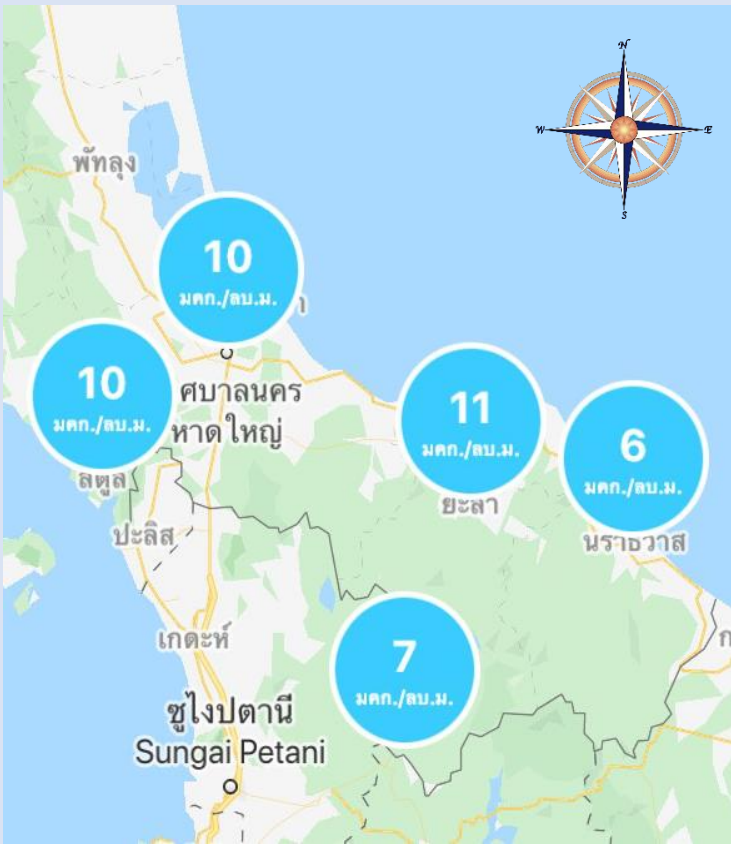 N
W
E
S
พัทลุง
10
มคก./ลบ.ม.
า
10
มคก./ลบ.ม.
ศบาลนคร
หาดใหญ่
11
มคก./ลบ.ม.
6
มคก./ลบ.ม.
สตูล
ยะลา
ปะลิส
นราธิวาส
เกดะห์
ก
7
มคก./ลบ.ม.
ซูไงปตานี
Sungai Petani